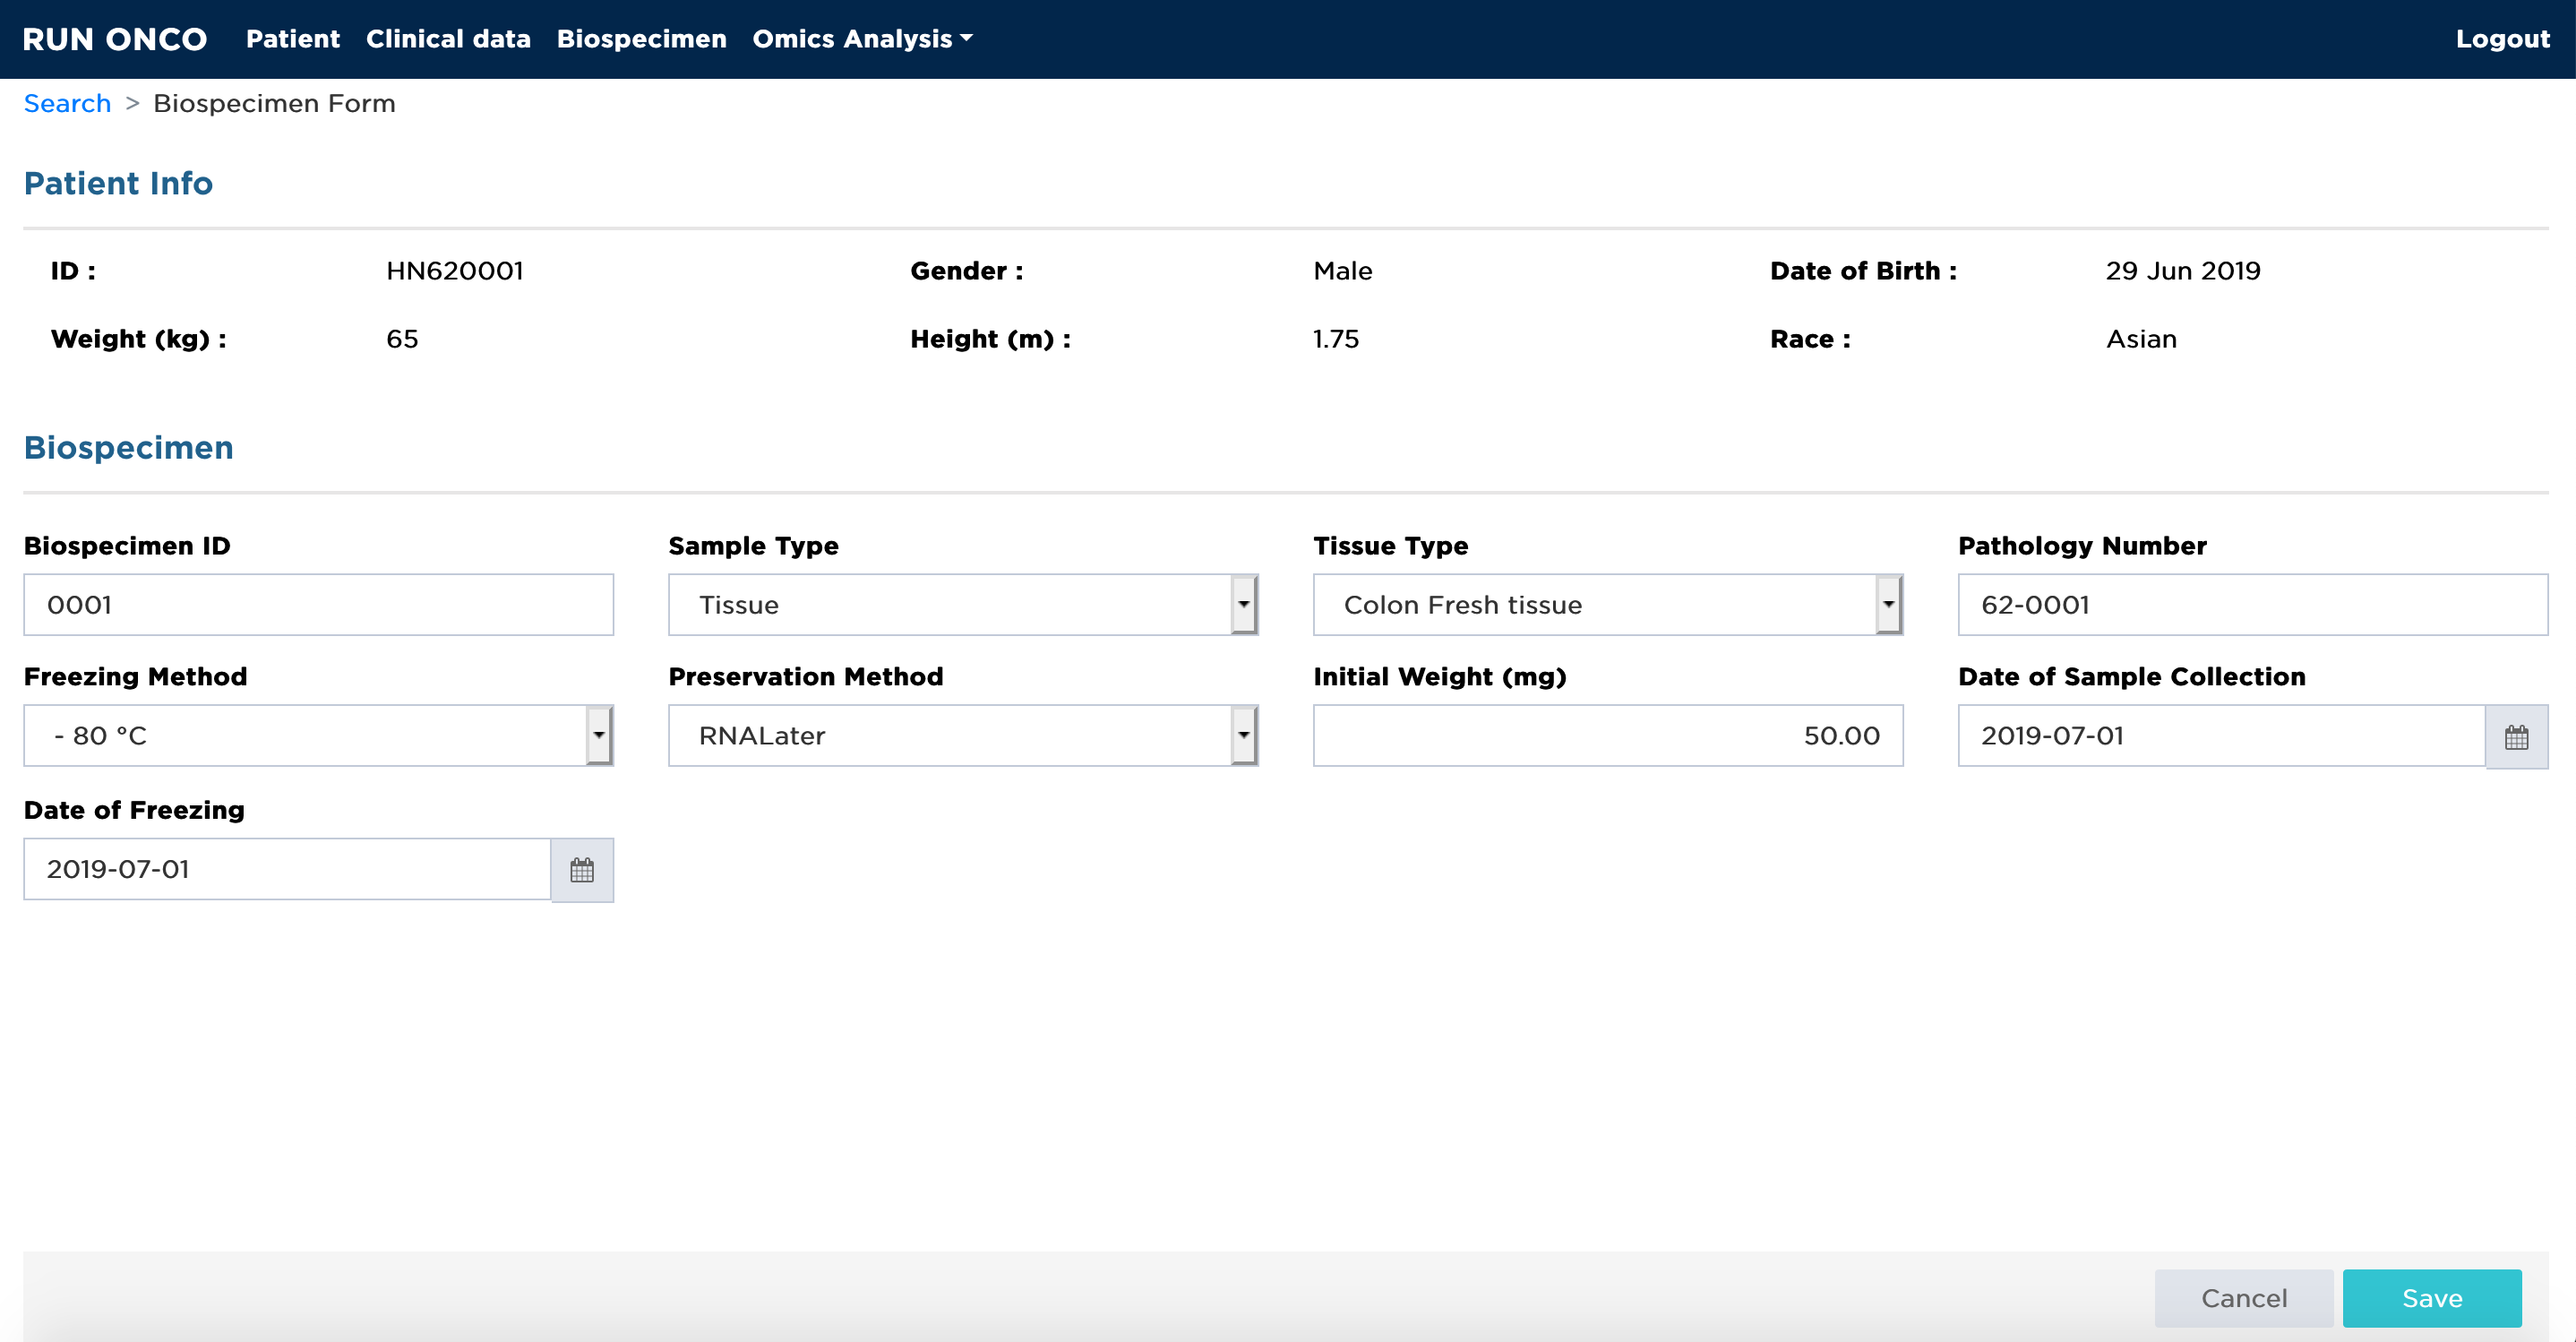 RUN ONCO Patient Clinical data Biospecimen Omics Analysis Logout
Search > Biospecimen Form
Patient Info
ID : HN620001 Gender : Male Date of Birth : 29 Jun 2019
Weight (kg) : 65 Height (m) : 1.75 Race : Asian
Biospecimen
Biospecimen ID Sample Type Tissue Type Pathology Number
0001 Tissue Colon Fresh tissue 62-0001
Freezing Method Preservation Method Initial Weight (mg) Date of Sample Collection
- 80 °C RNALater 50.00 2019-07-01
Date of Freezing
2019-07-01
Cancel Save